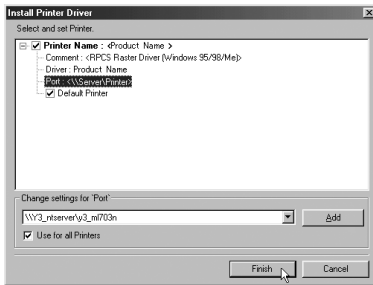 Install Printer Driver
Select and set Printer.
Printer Name : <Product Name >
Comment : <RPCS Raster Driver (Windows 95/98/Me)>
Driver : Product Name
Port : <\\Server\Printer>
Default Printer
Change settings for 'Port'
\\Y3_ntserver\y3_ml703n
Add
Use for all Printers
Finish
Cancel